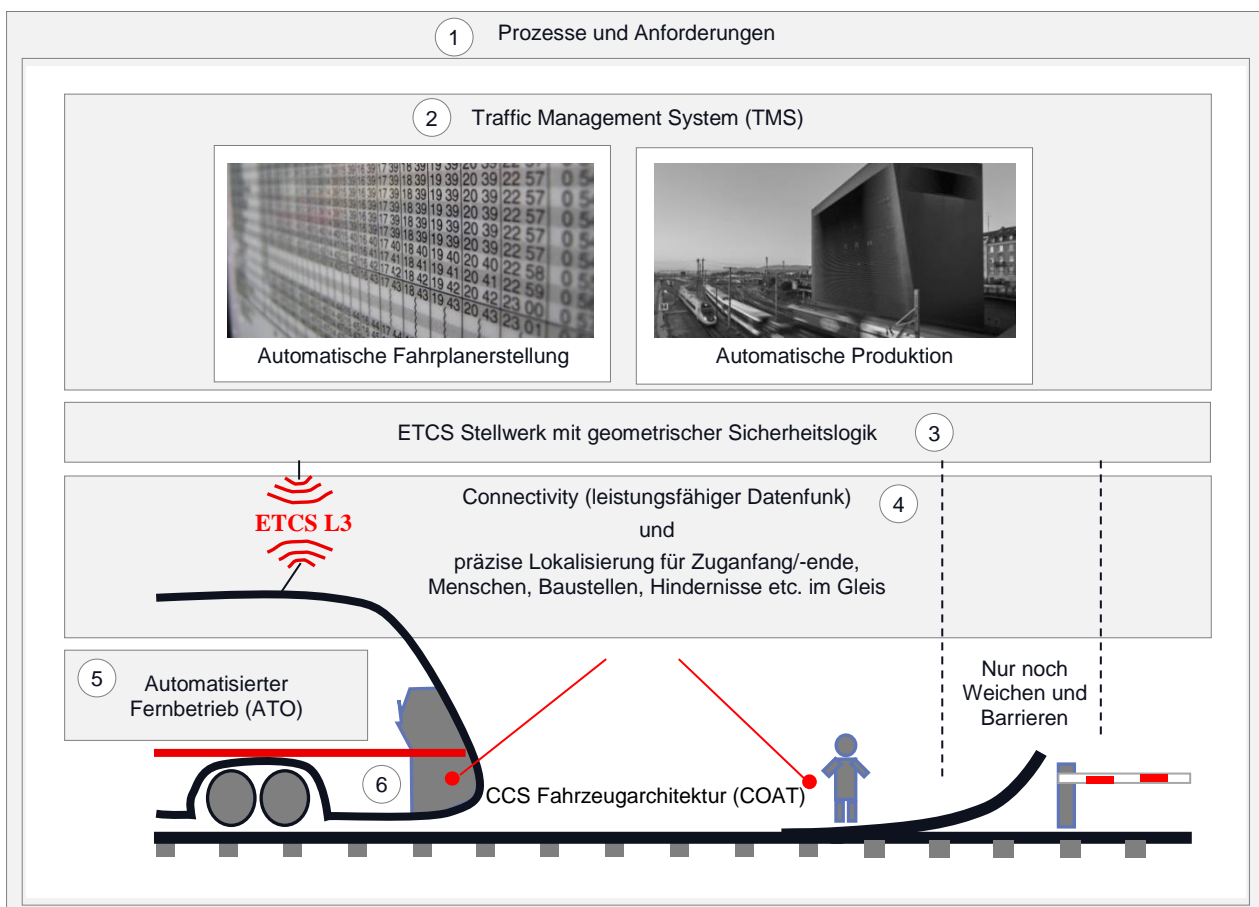 1 Prozesse und Anforderungen
2 Traffic Management System (TMS)
Automatische Fahrplanerstellung
Automatische Produktion
ETCS Stellwerk mit geometrischer Sicherheitslogik 3
Connectivity (leistungsfähiger Datenfunk) 4
und
präzise Lokalisierung für Zuganfang/-ende,
Menschen, Baustellen, Hindernisse etc. im Gleis
ETCS L3
5 Automatisierter
Fernbetrieb (ATO)
Nur noch
Weichen und
Barrieren
6
CCS Fahrzeugarchitektur (COAT)